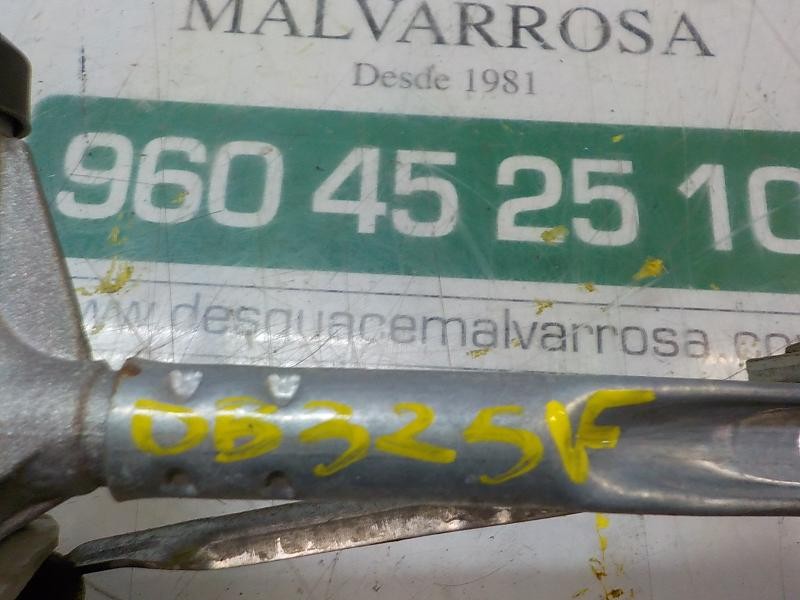 MALVARROSA
Desde 1981
960 45 25 10
www.desguacemalvarrosa.co
DB325F